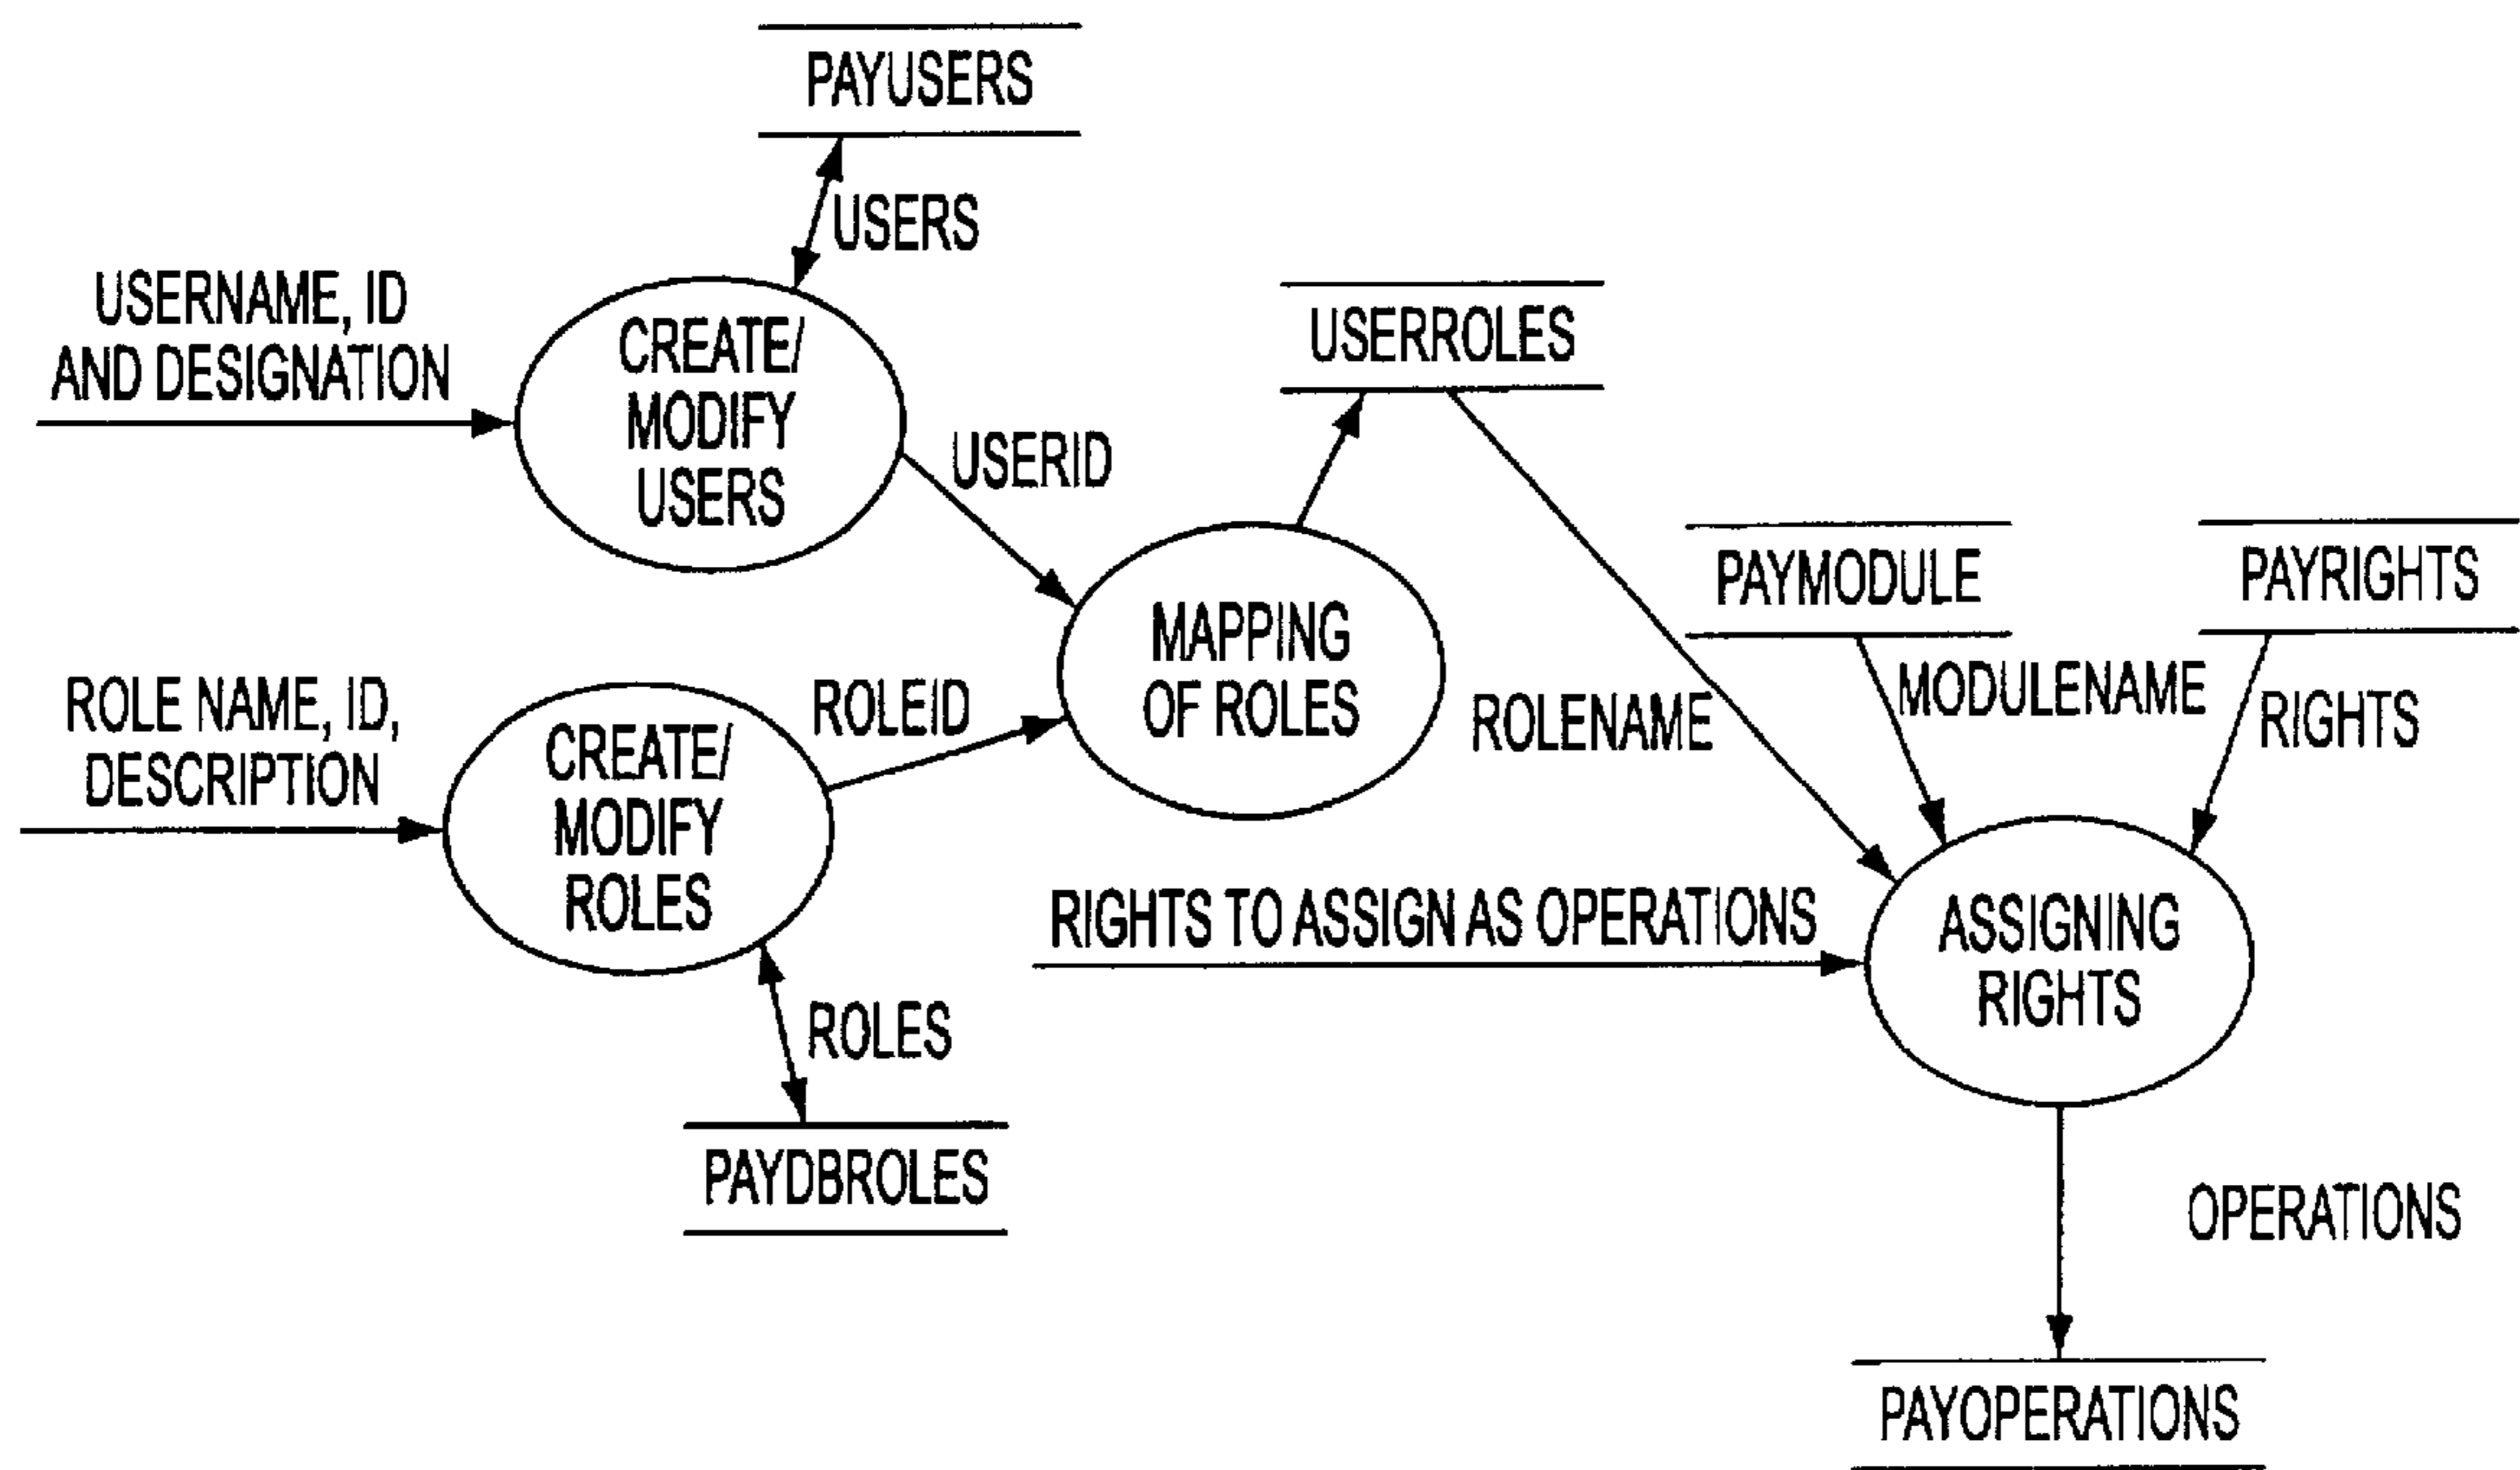 PAYUSERS
USERS
USERNAME, ID
AND DESIGNATION
CREATE/
MODIFY
USERS
USERID
USERROLES
PAYMODULE
PAYRIGHTS
MAPPING
OF ROLES
ROLE NAME, ID,
DESCRIPTION
CREATE/
MODIFY
ROLES
ROLEID
ROLENAME
MODULENAME
RIGHTS
RIGHTS TO ASSIGN AS OPERATIONS
ASSIGNING
RIGHTS
ROLES
PAYDBROLES
OPERATIONS
PAYOPERATIONS